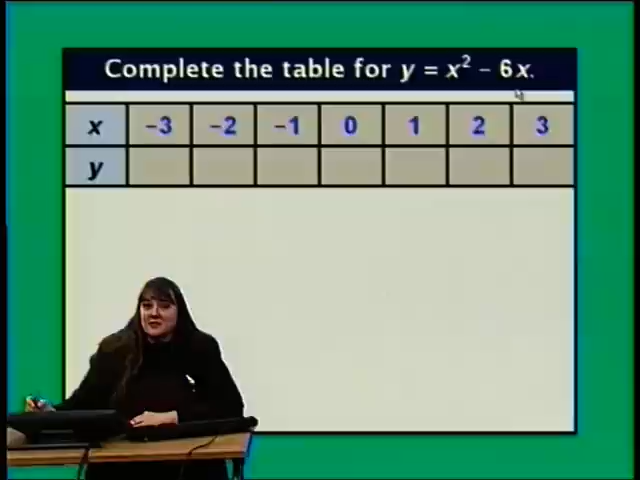 Complete the table for y = x² – 6x.
x –3 –2 –1 0 1 2 3
y